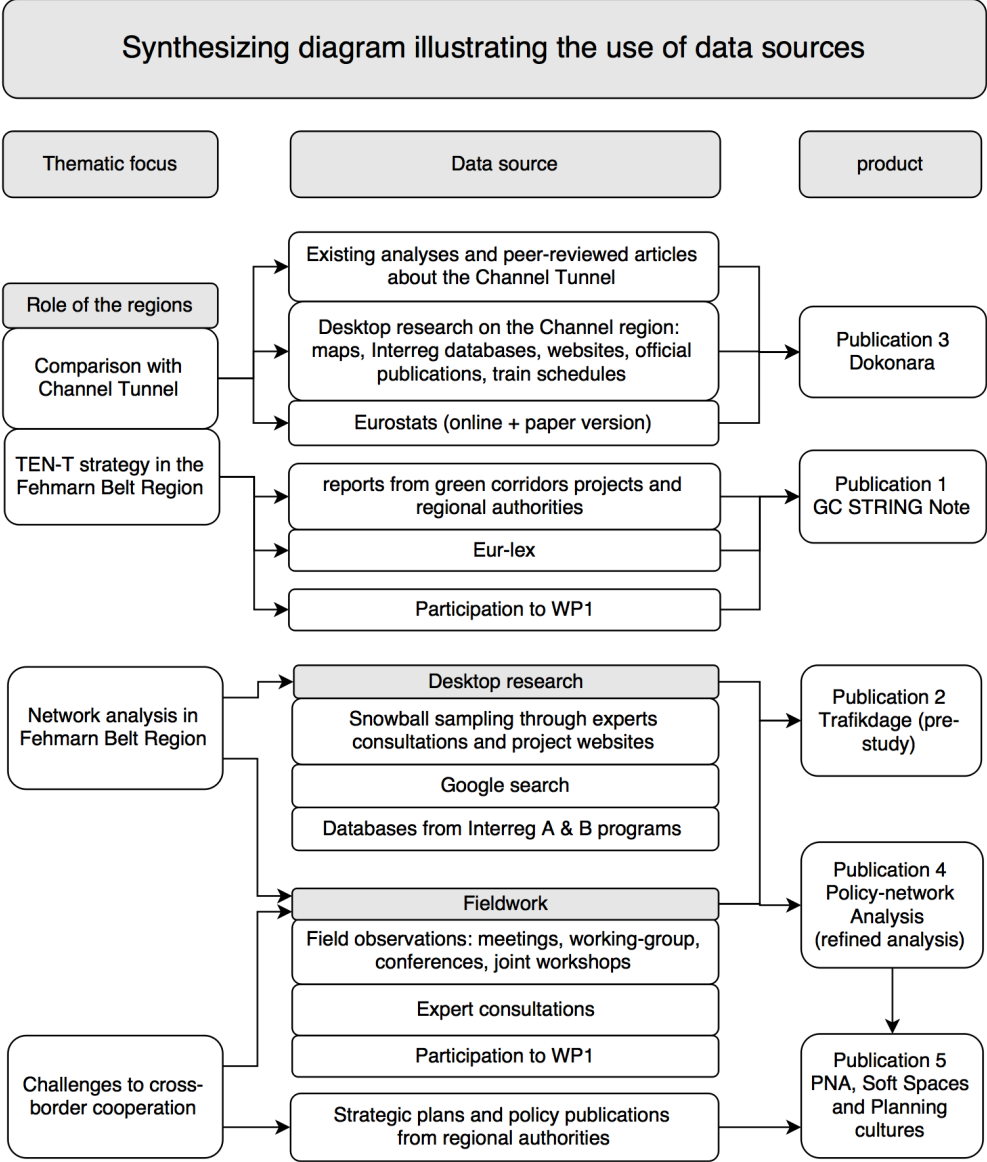 Synthesizing diagram illustrating the use of data sources
Thematic focus
Data source
product
Role of the regions
Comparison with
Channel Tunnel
TEN-T strategy in the
Fehmarn Belt Region
Existing analyses and peer-reviewed articles
about the Channel Tunnel
Desktop research on the Channel region:
maps, Interreg databases, websites, official
publications, train schedules
Eurostats (online + paper version)
Publication 3
Dokonara
reports from green corridors projects and
regional authorities
Eur-lex
Participation to WP1
Publication 1
GC STRING Note
Network analysis in
Fehmarn Belt Region
Desktop research
Snowball sampling through experts
consultations and project websites
Google search
Databases from Interreg A & B programs
Publication 2
Trafikdage (pre-
study)
Fieldwork
Field observations: meetings, working-group,
conferences, joint workshops
Expert consultations
Participation to WP1
Publication 4
Policy-network
Analysis
(refined analysis)
Challenges to cross-
border cooperation
Strategic plans and policy publications
from regional authorities
Publication 5
PNA, Soft Spaces
and Planning
cultures